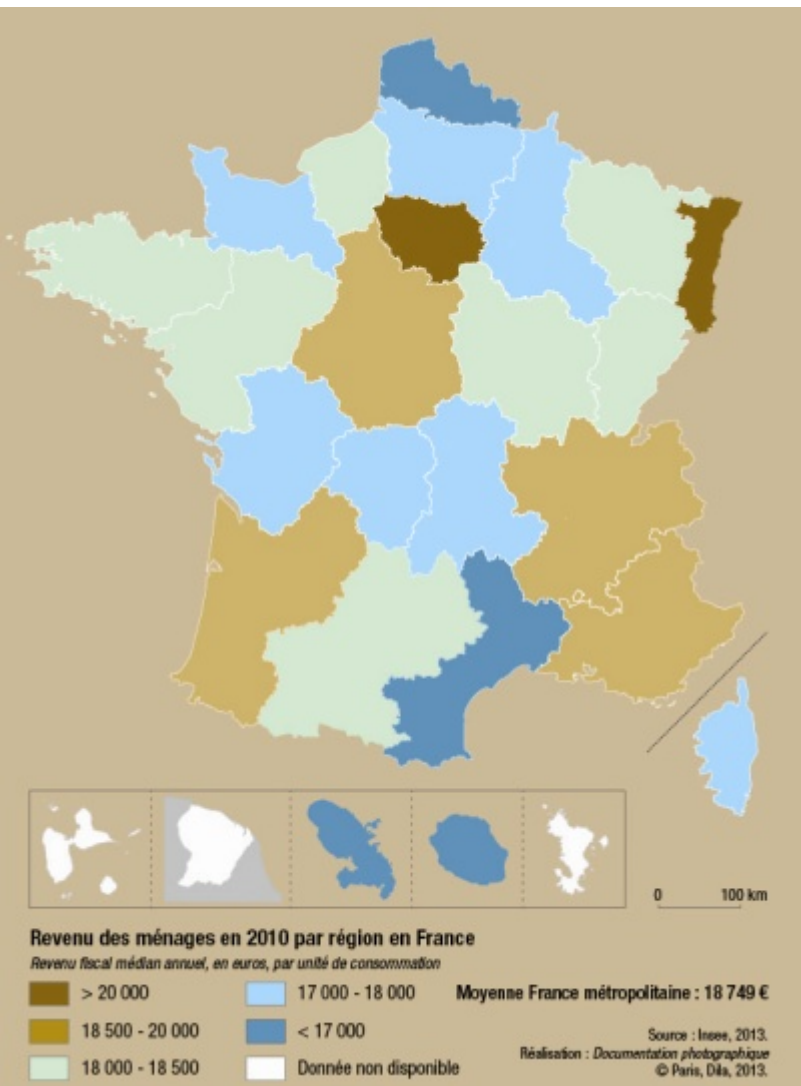 0 100 km
Revenu des ménages en 2010 par région en France
Revenu fiscal médian annuel, en euros, par unité de consommation
> 20 000
18 500 - 20 000
18 000 - 18 500
17 000 - 18 000
< 17 000
Donnée non disponible
Moyenne France métropolitaine : 18 749 €
Source : Insee, 2013.
Réalisation : Documentation photographique
© Paris, Dila, 2013.